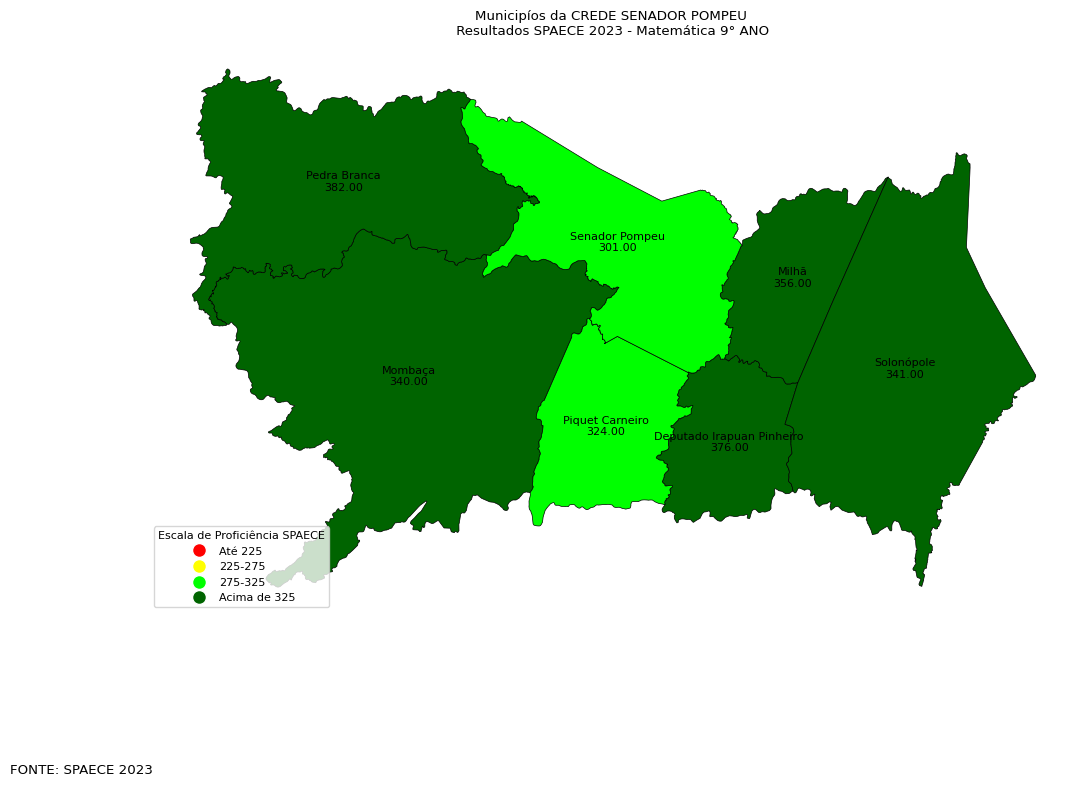 Municipíos da CREDE SENADOR POMPEU
Resultados SPAECE 2023 - Matemática 9° ANO
Pedra Branca
382.00
Senador Pompeu
301.00
Milhã
356.00
Solonópole
341.00
Mombaça
340.00
Piquet Carneiro
324.00
Deputado Irapuan Pinheiro
376.00
Escala de Proficiência SPAECE
Até 225
225-275
275-325
Acima de 325
FONTE: SPAECE 2023